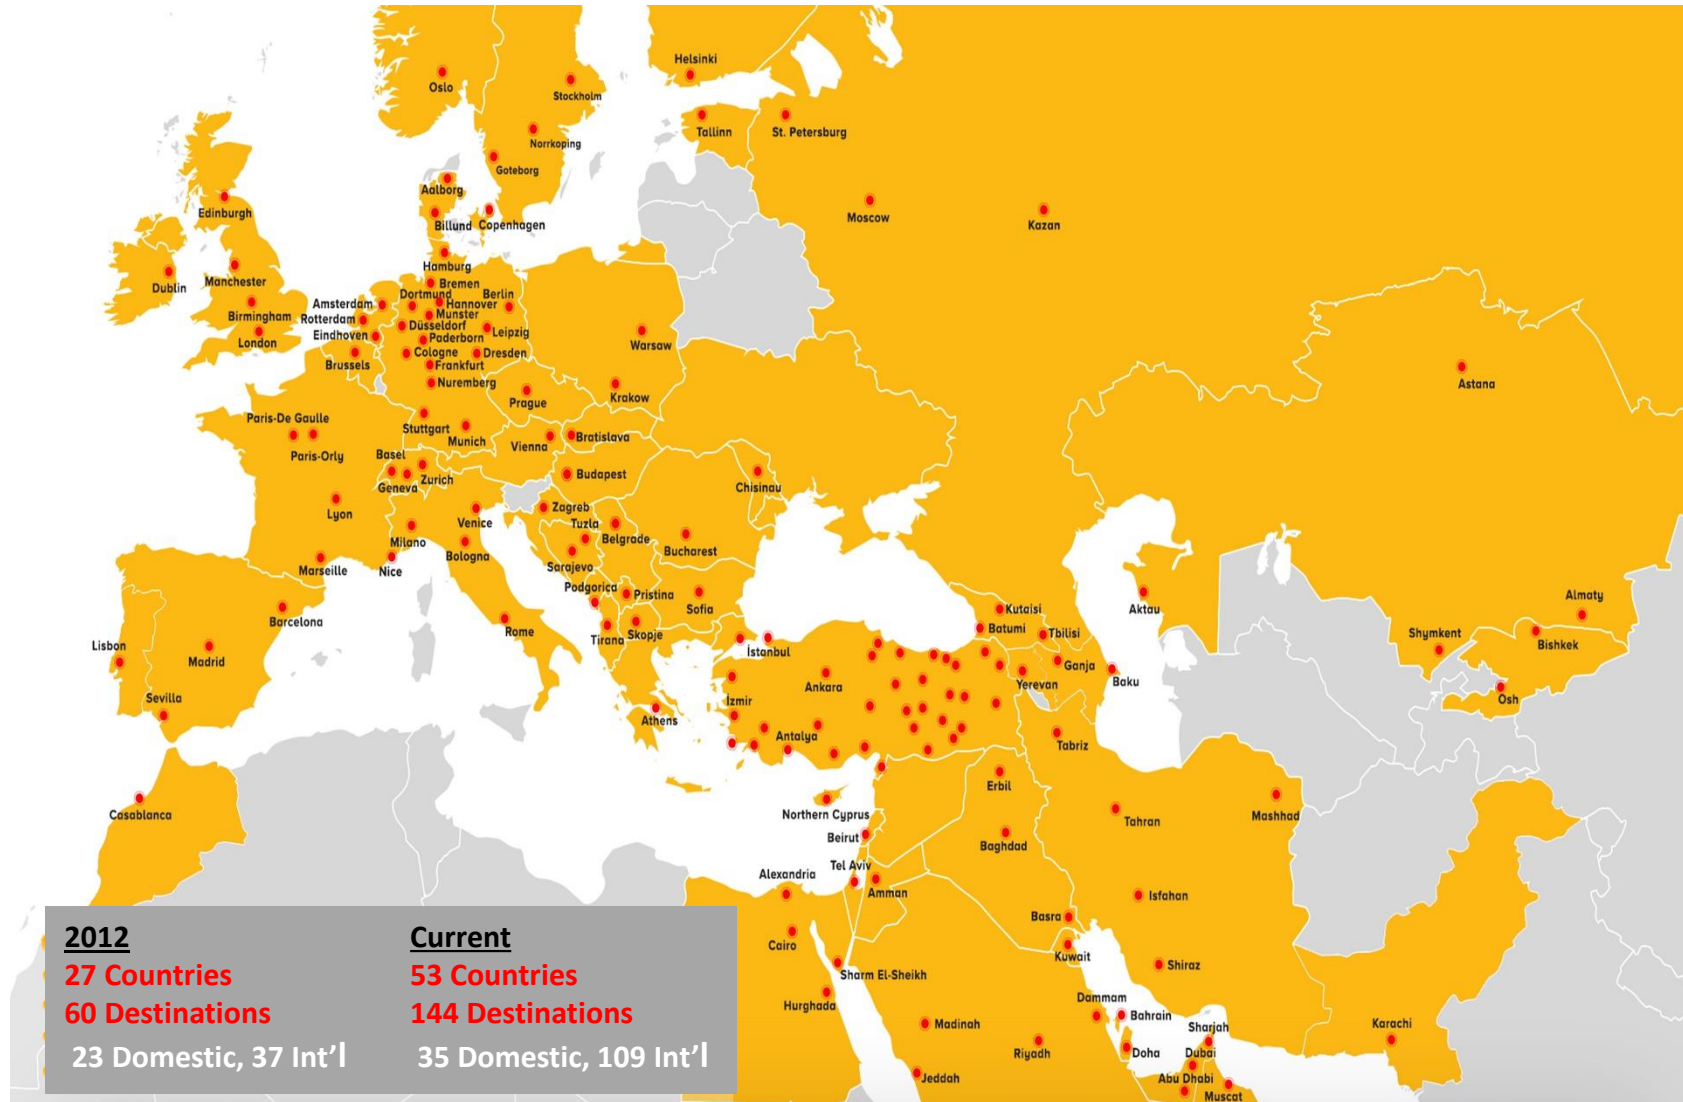 Helsinki
Oslo
Stockholm
Tallinn
St. Petersburg
Norrkoping
Goteborg
Aalborg
Edinburgh
Billund
Copenhagen
Moscow
Kazan
Hamburg
Manchester
Dublin
Bremen
Dortmund
Berlin
Amsterdam
Hannover
Birmingham
Rotterdam
Munster
Düsseldorf
Leipzig
Eindhoven
Paderborn
London
Warsaw
Cologne
Dresden
Brussels
Frankfurt
Nuremberg
Astana
Krakow
Prague
Paris-De Gaulle
Stuttgart
Munich
Bratislava
Vienna
Paris-Orly
Basel
Budapest
Zurich
Geneva
Chisinau
Zagreb
Lyon
Venice
Tuzla
Belgrade
Milano
Bucharest
Bologna
Sarajevo
Marseille
Nice
Podgorica
Pristina
Sofia
Almaty
Kutaisi
Aktau
Barcelona
Batumi
Rome
Tirana
Skopje
Tbilisi
Shymkent
Lisbon
İstanbul
Bishkek
Madrid
Ganja
Yerevan
Baku
Ankara
Sevilla
İzmir
Osh
Athens
Antalya
Tabriz
Erbil
Casablanca
Northern Cyprus
Tahran
Mashhad
Beirut
Baghdad
Tel Aviv
Alexandria
Amman
Isfahan
Basra
Cairo
Kuwait
Shiraz
Sharm El-Sheikh
Hurghada
Dammam
Bahrain
Madinah
Sharjah
Karachi
Riyadh
Doha
Dubai
Jeddah
Abu Dhabi
Muscat
2012
27 Countries
60 Destinations
23 Domestic, 37 Int'l
Current
53 Countries
144 Destinations
35 Domestic, 109 Int'l